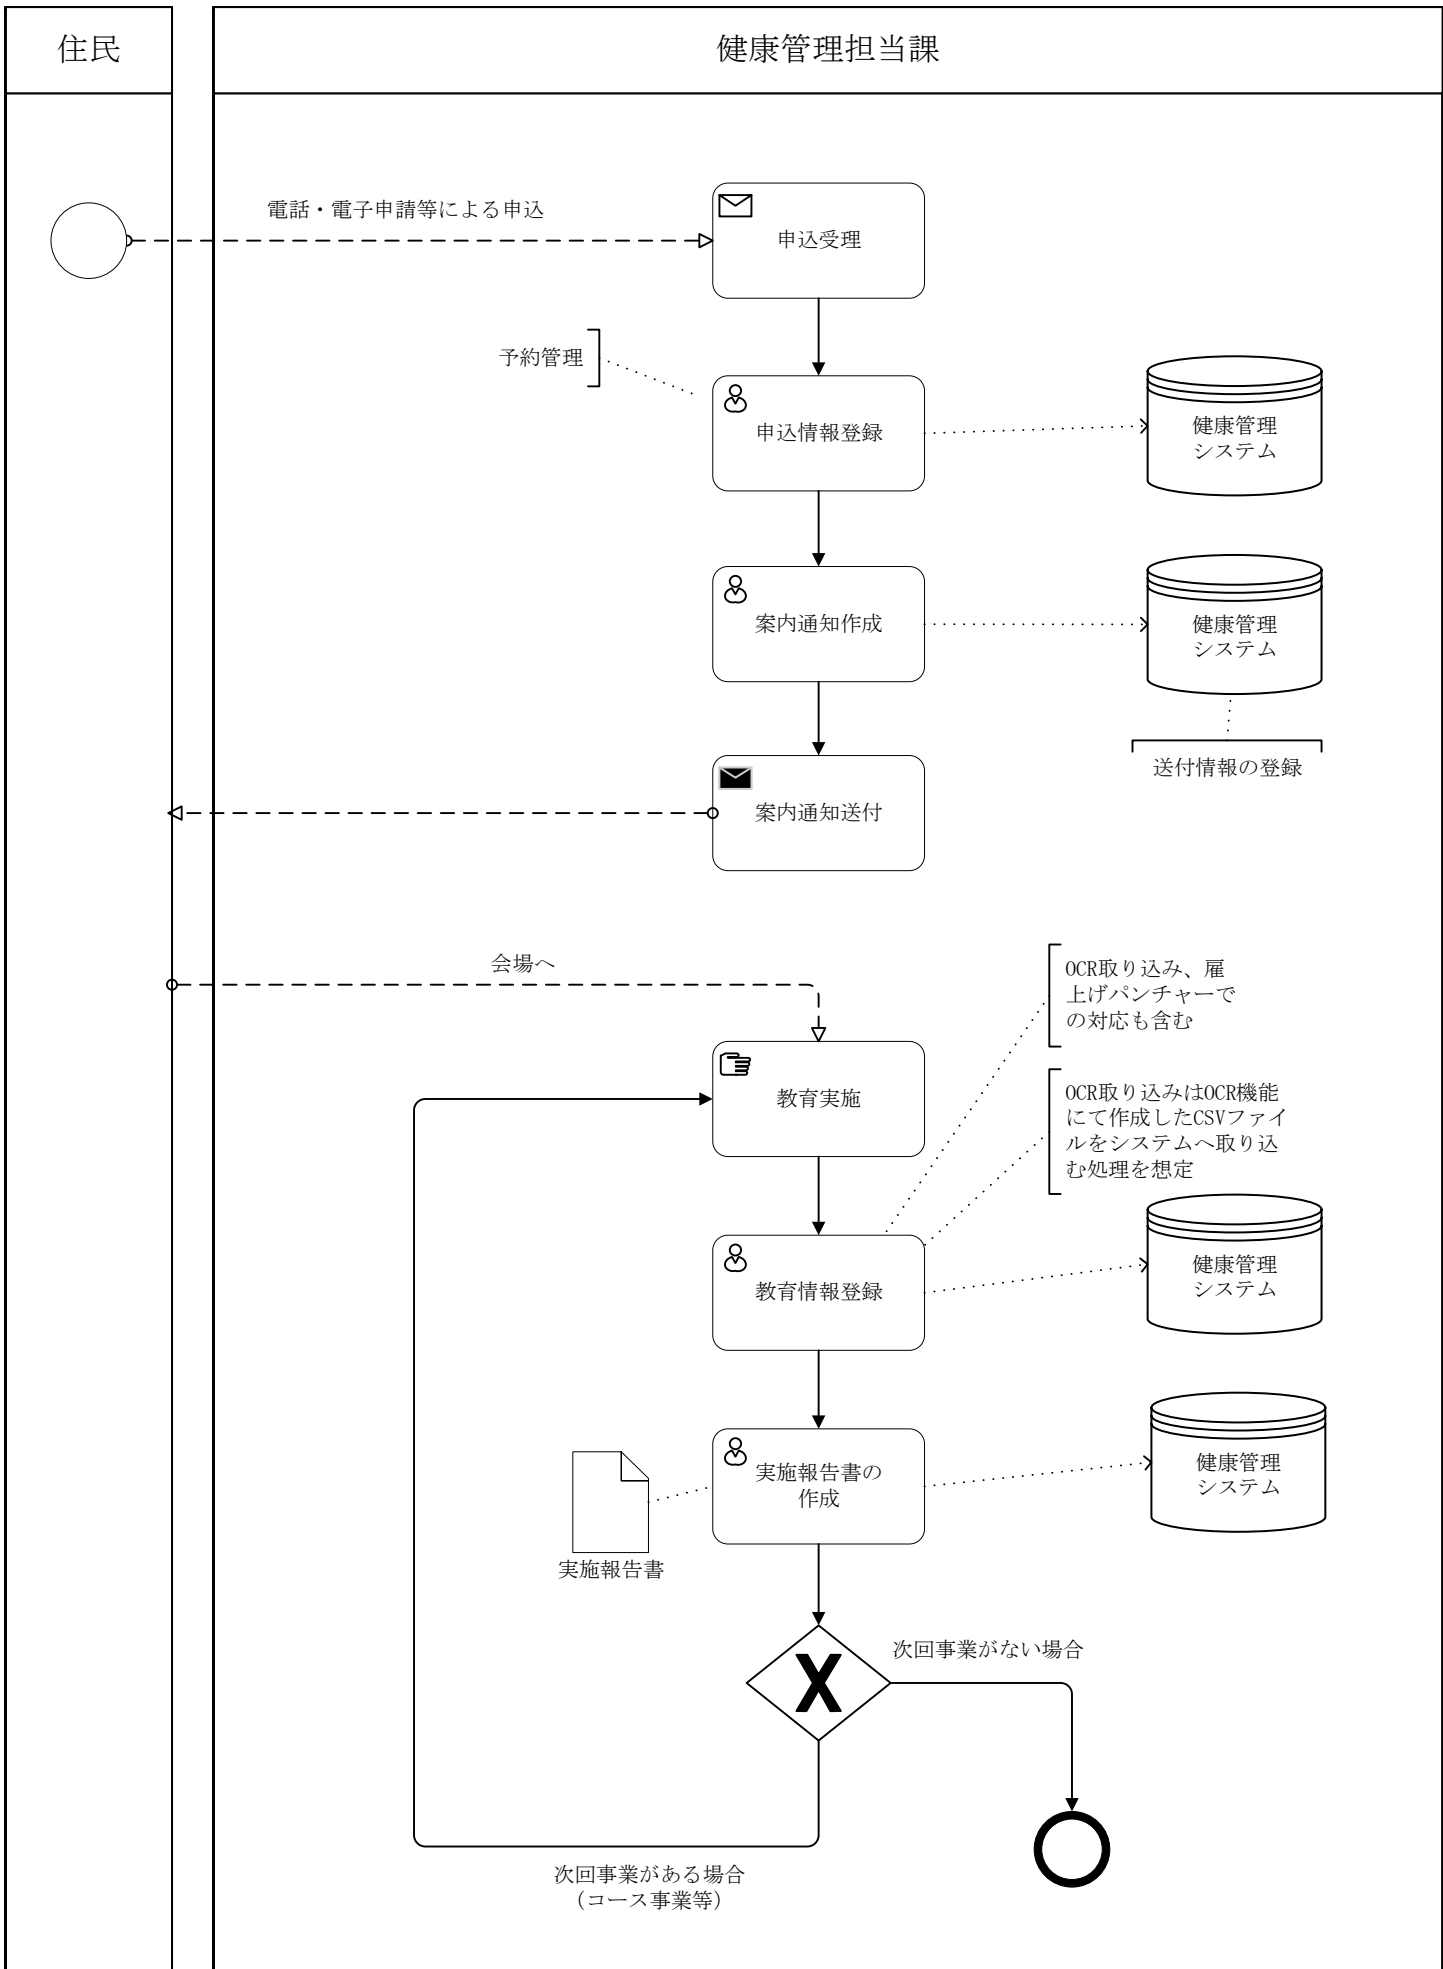 住民
健康管理担当課
電話・電子申請等による申込
申込受理
予約管理
申込情報登録
健康管理
システム
案内通知作成
健康管理
システム
送付情報の登録
案内通知送付
会場へ
OCR取り込み、雇
上げパンチャーで
の対応も含む
教育実施
OCR取り込みはOCR機能
にて作成したCSVファイ
ルをシステムへ取り込
む処理を想定
教育情報登録
健康管理
システム
実施報告書の
作成
健康管理
システム
実施報告書
次回事業がない場合
X
次回事業がある場合
（コース事業等）